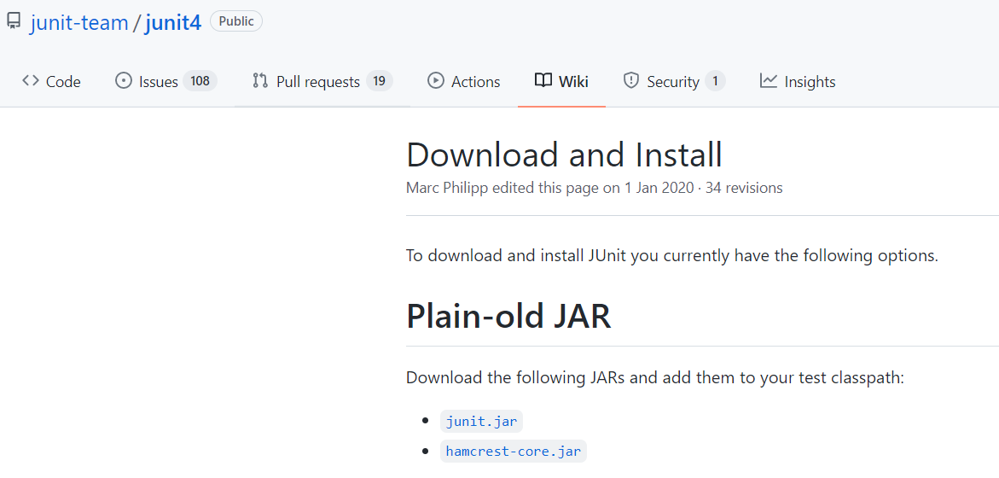 junit-team / junit4 Public
Code Issues 108 Pull requests 19 Actions Wiki Security 1 Insights
Download and Install
Marc Philipp edited this page on 1 Jan 2020 · 34 revisions
To download and install JUnit you currently have the following options.
Plain-old JAR
Download the following JARs and add them to your test classpath:
• junit.jar
• hamcrest-core.jar